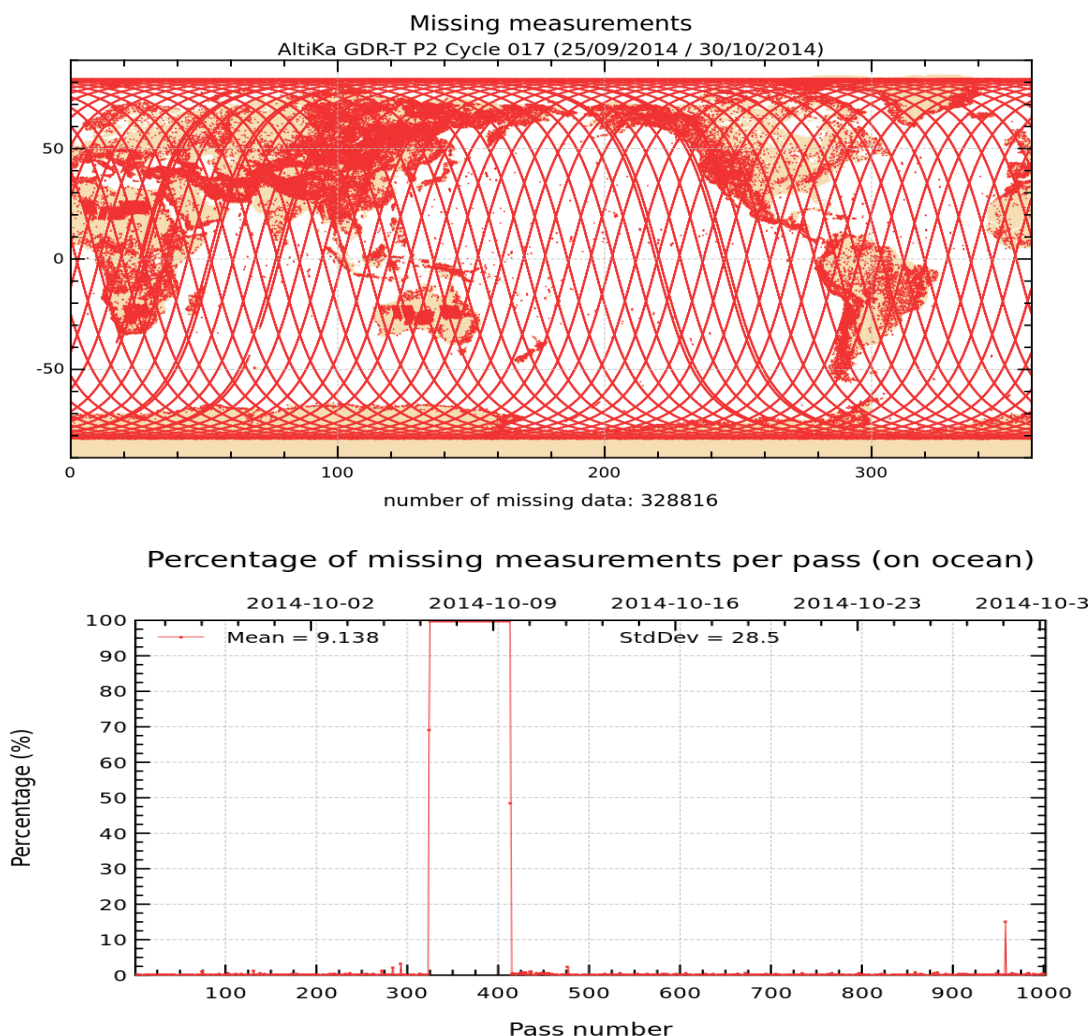 Missing measurements
AltiKa GDR-T P2 Cycle 017 (25/09/2014 / 30/10/2014)
50
0
-50
0 100 200 300
number of missing data: 328816
Percentage of missing measurements per pass (on ocean)
2014-10-02 2014-10-09 2014-10-16 2014-10-23 2014-10-3
Mean = 9.138 StdDev = 28.5
100
90
80
70
60
50
40
30
20
10
0
Percentage (%)
100 200 300 400 500 600 700 800 900 1000
Pass number